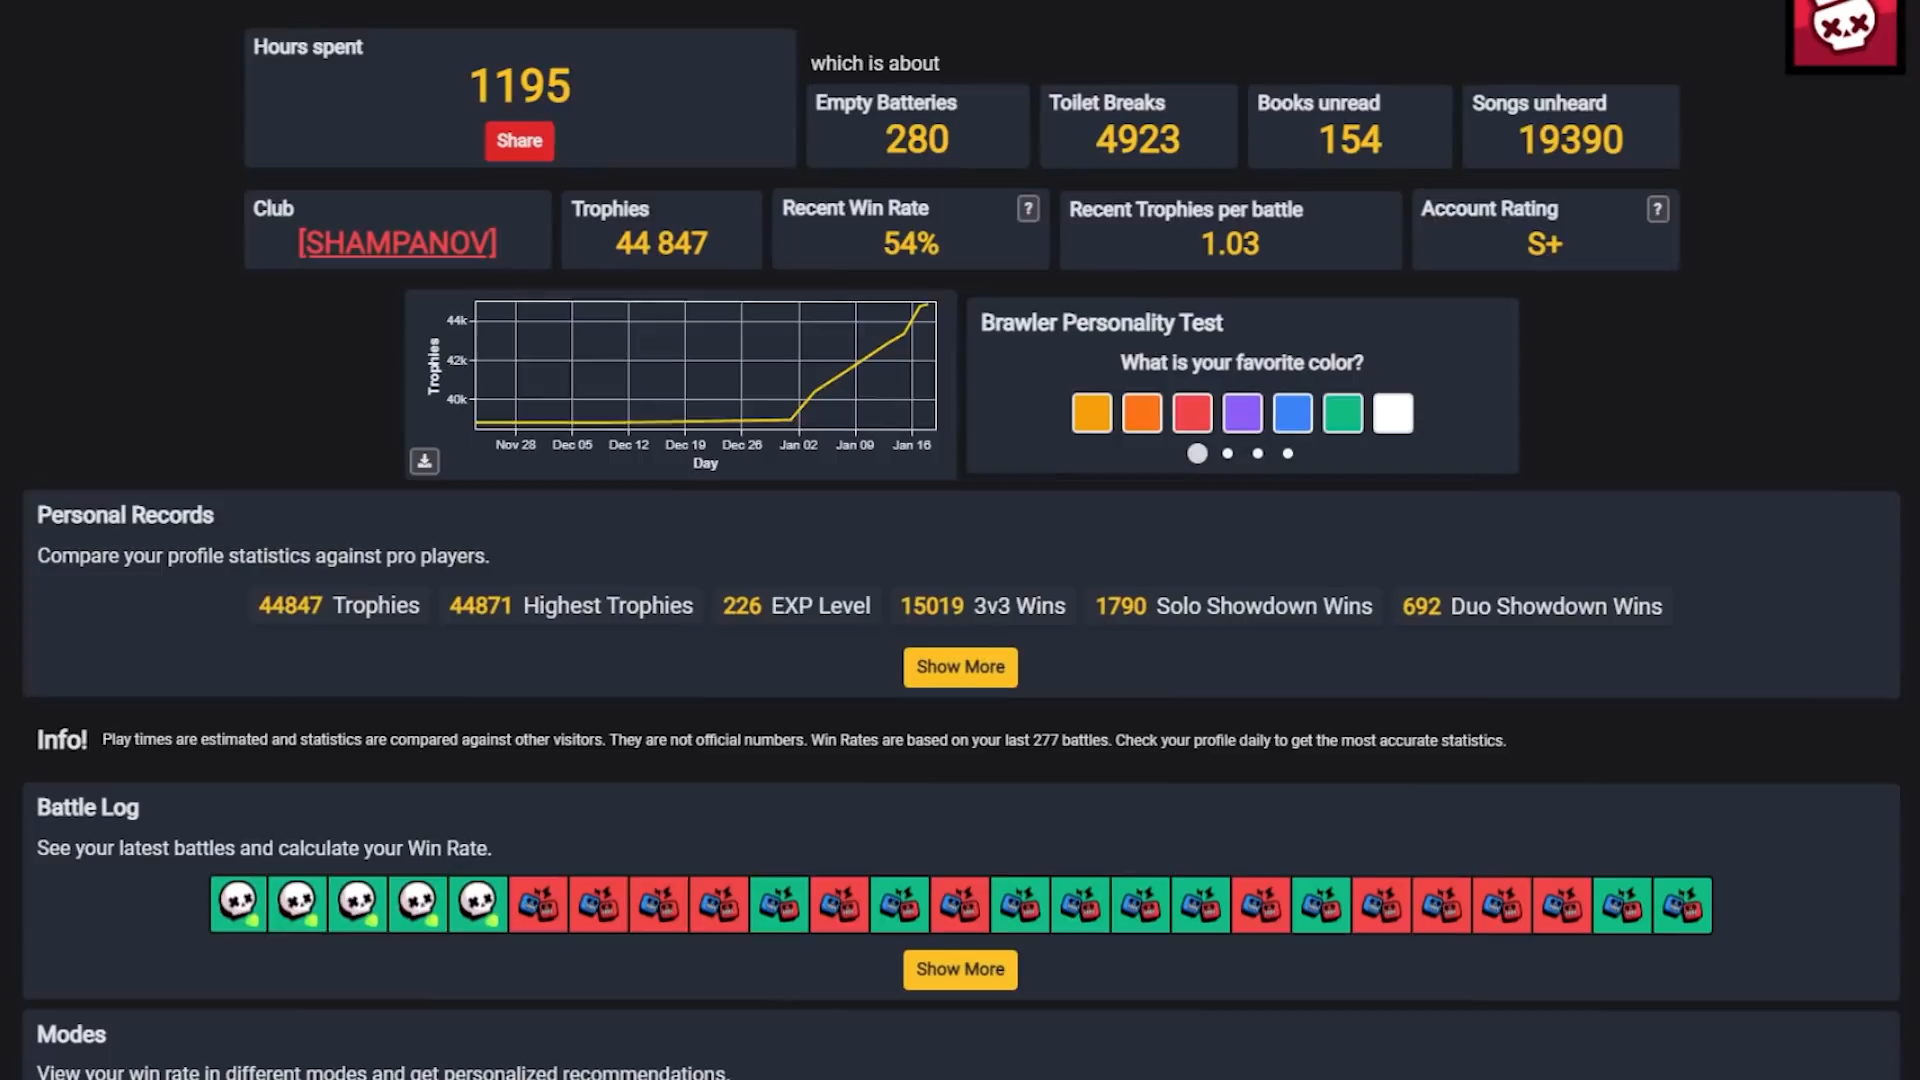 Hours spent
1195
Share
which is about
Empty Batteries
280
Toilet Breaks
4923
Books unread
154
Songs unheard
19390
Club
[SHAMPANOV]
Trophies
44 847
Recent Win Rate
?
54%
Recent Trophies per battle
1.03
Account Rating
?
S+
44k
42k
40k
Trophies
Nov 28 Dec 05 Dec 12 Dec 19 Dec 26 Jan 02 Jan 09 Jan 16
Day
Brawler Personality Test
What is your favorite color?
Personal Records
Compare your profile statistics against pro players.
44847 Trophies 44871 Highest Trophies 226 EXP Level 15019 3v3 Wins 1790 Solo Showdown Wins 692 Duo Showdown Wins
Show More
Info! Play times are estimated and statistics are compared against other visitors. They are not official numbers. Win Rates are based on your last 277 battles. Check your profile daily to get the most accurate statistics.
Battle Log
See your latest battles and calculate your Win Rate.
Show More
Modes
View your win rate in different modes and get personalized recommendations.